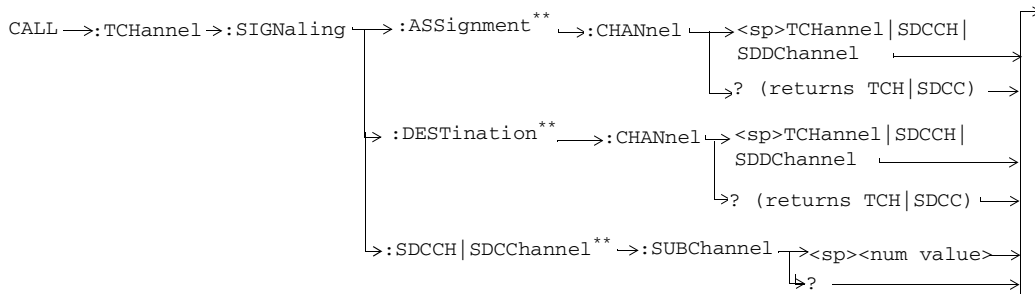 CALL :TCHannel :SIGNaling :ASSignment** :CHANnel <sp>TCHannel|SDCCH|
SDDChannel
? (returns TCH|SDCC)
:DESTination** :CHANnel <sp>TCHannel|SDCCH|
SDDChannel
? (returns TCH|SDCC)
:SDCCH|SDCChannel** :SUBChannel <sp><num value>
?